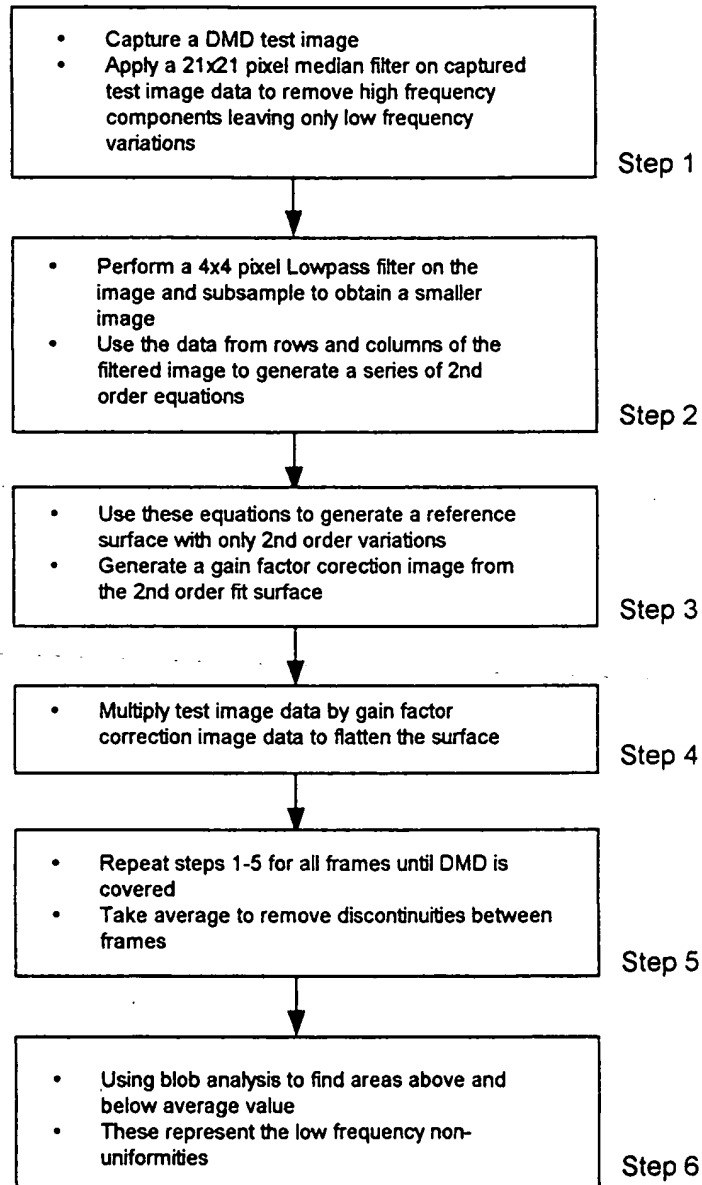 • Capture a DMD test image
• Apply a 21x21 pixel median filter on captured
test image data to remove high frequency
components leaving only low frequency
variations
Step 1
• Perform a 4x4 pixel Lowpass filter on the
image and subsample to obtain a smaller
image
• Use the data from rows and columns of the
filtered image to generate a series of 2nd
order equations
Step 2
• Use these equations to generate a reference
surface with only 2nd order variations
• Generate a gain factor corection image from
the 2nd order fit surface
Step 3
• Multiply test image data by gain factor
correction image data to flatten the surface
Step 4
• Repeat steps 1-5 for all frames until DMD is
covered
• Take average to remove discontinuities between
frames
Step 5
• Using blob analysis to find areas above and
below average value
• These represent the low frequency non-
uniformities
Step 6